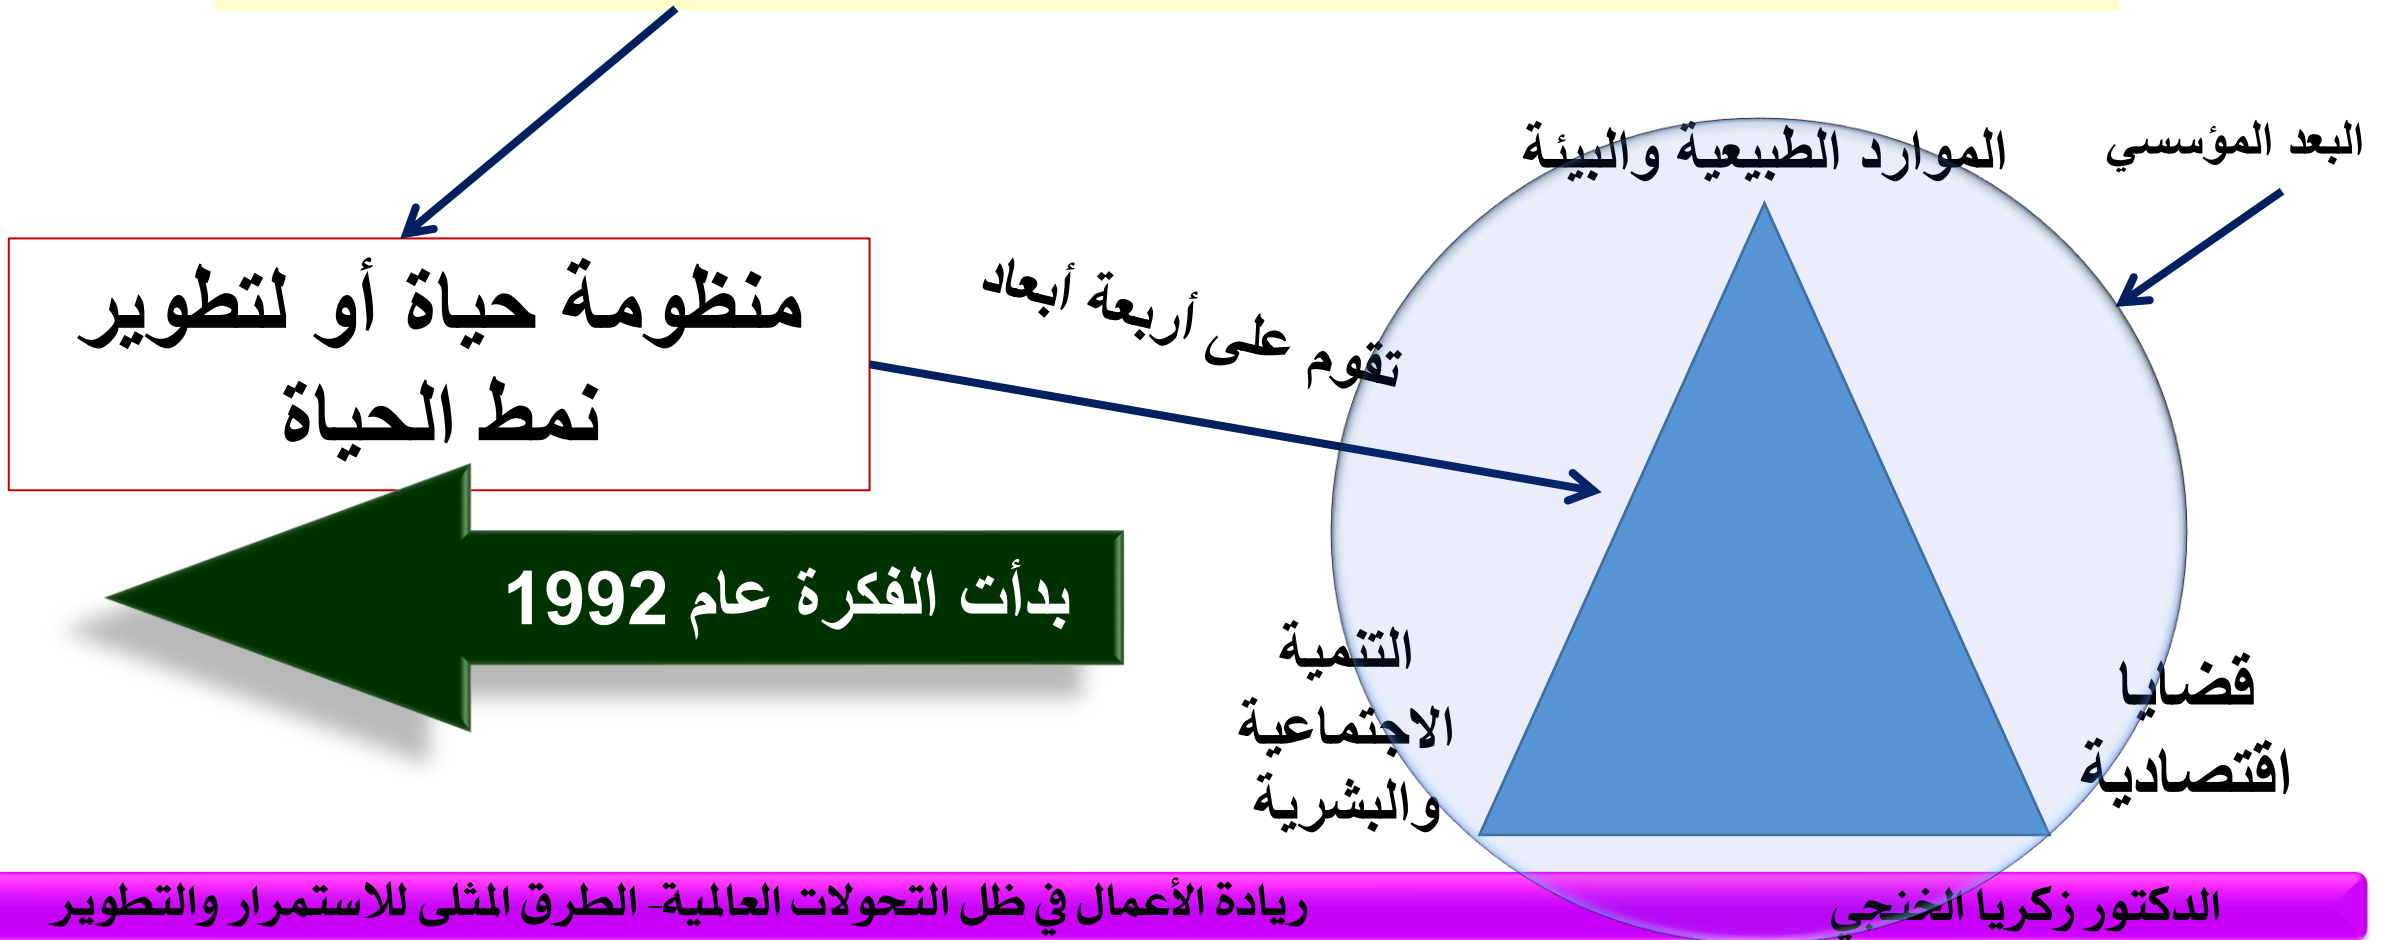 البعد المؤسسي
الموارد الطبيعية والبيئة
منظومة حياة أو لتطوير
نمط الحياة
تقوم على أربعة أبعاد
بدأت الفكرة عام 1992
قضايا
اقتصادية
التنمية
الاجتماعية
والبشرية
الدكتور زكريا الخنجي
ريادة الأعمال في ظل التحولات العالمية- الطرق المثلى للاستمرار والتطوير